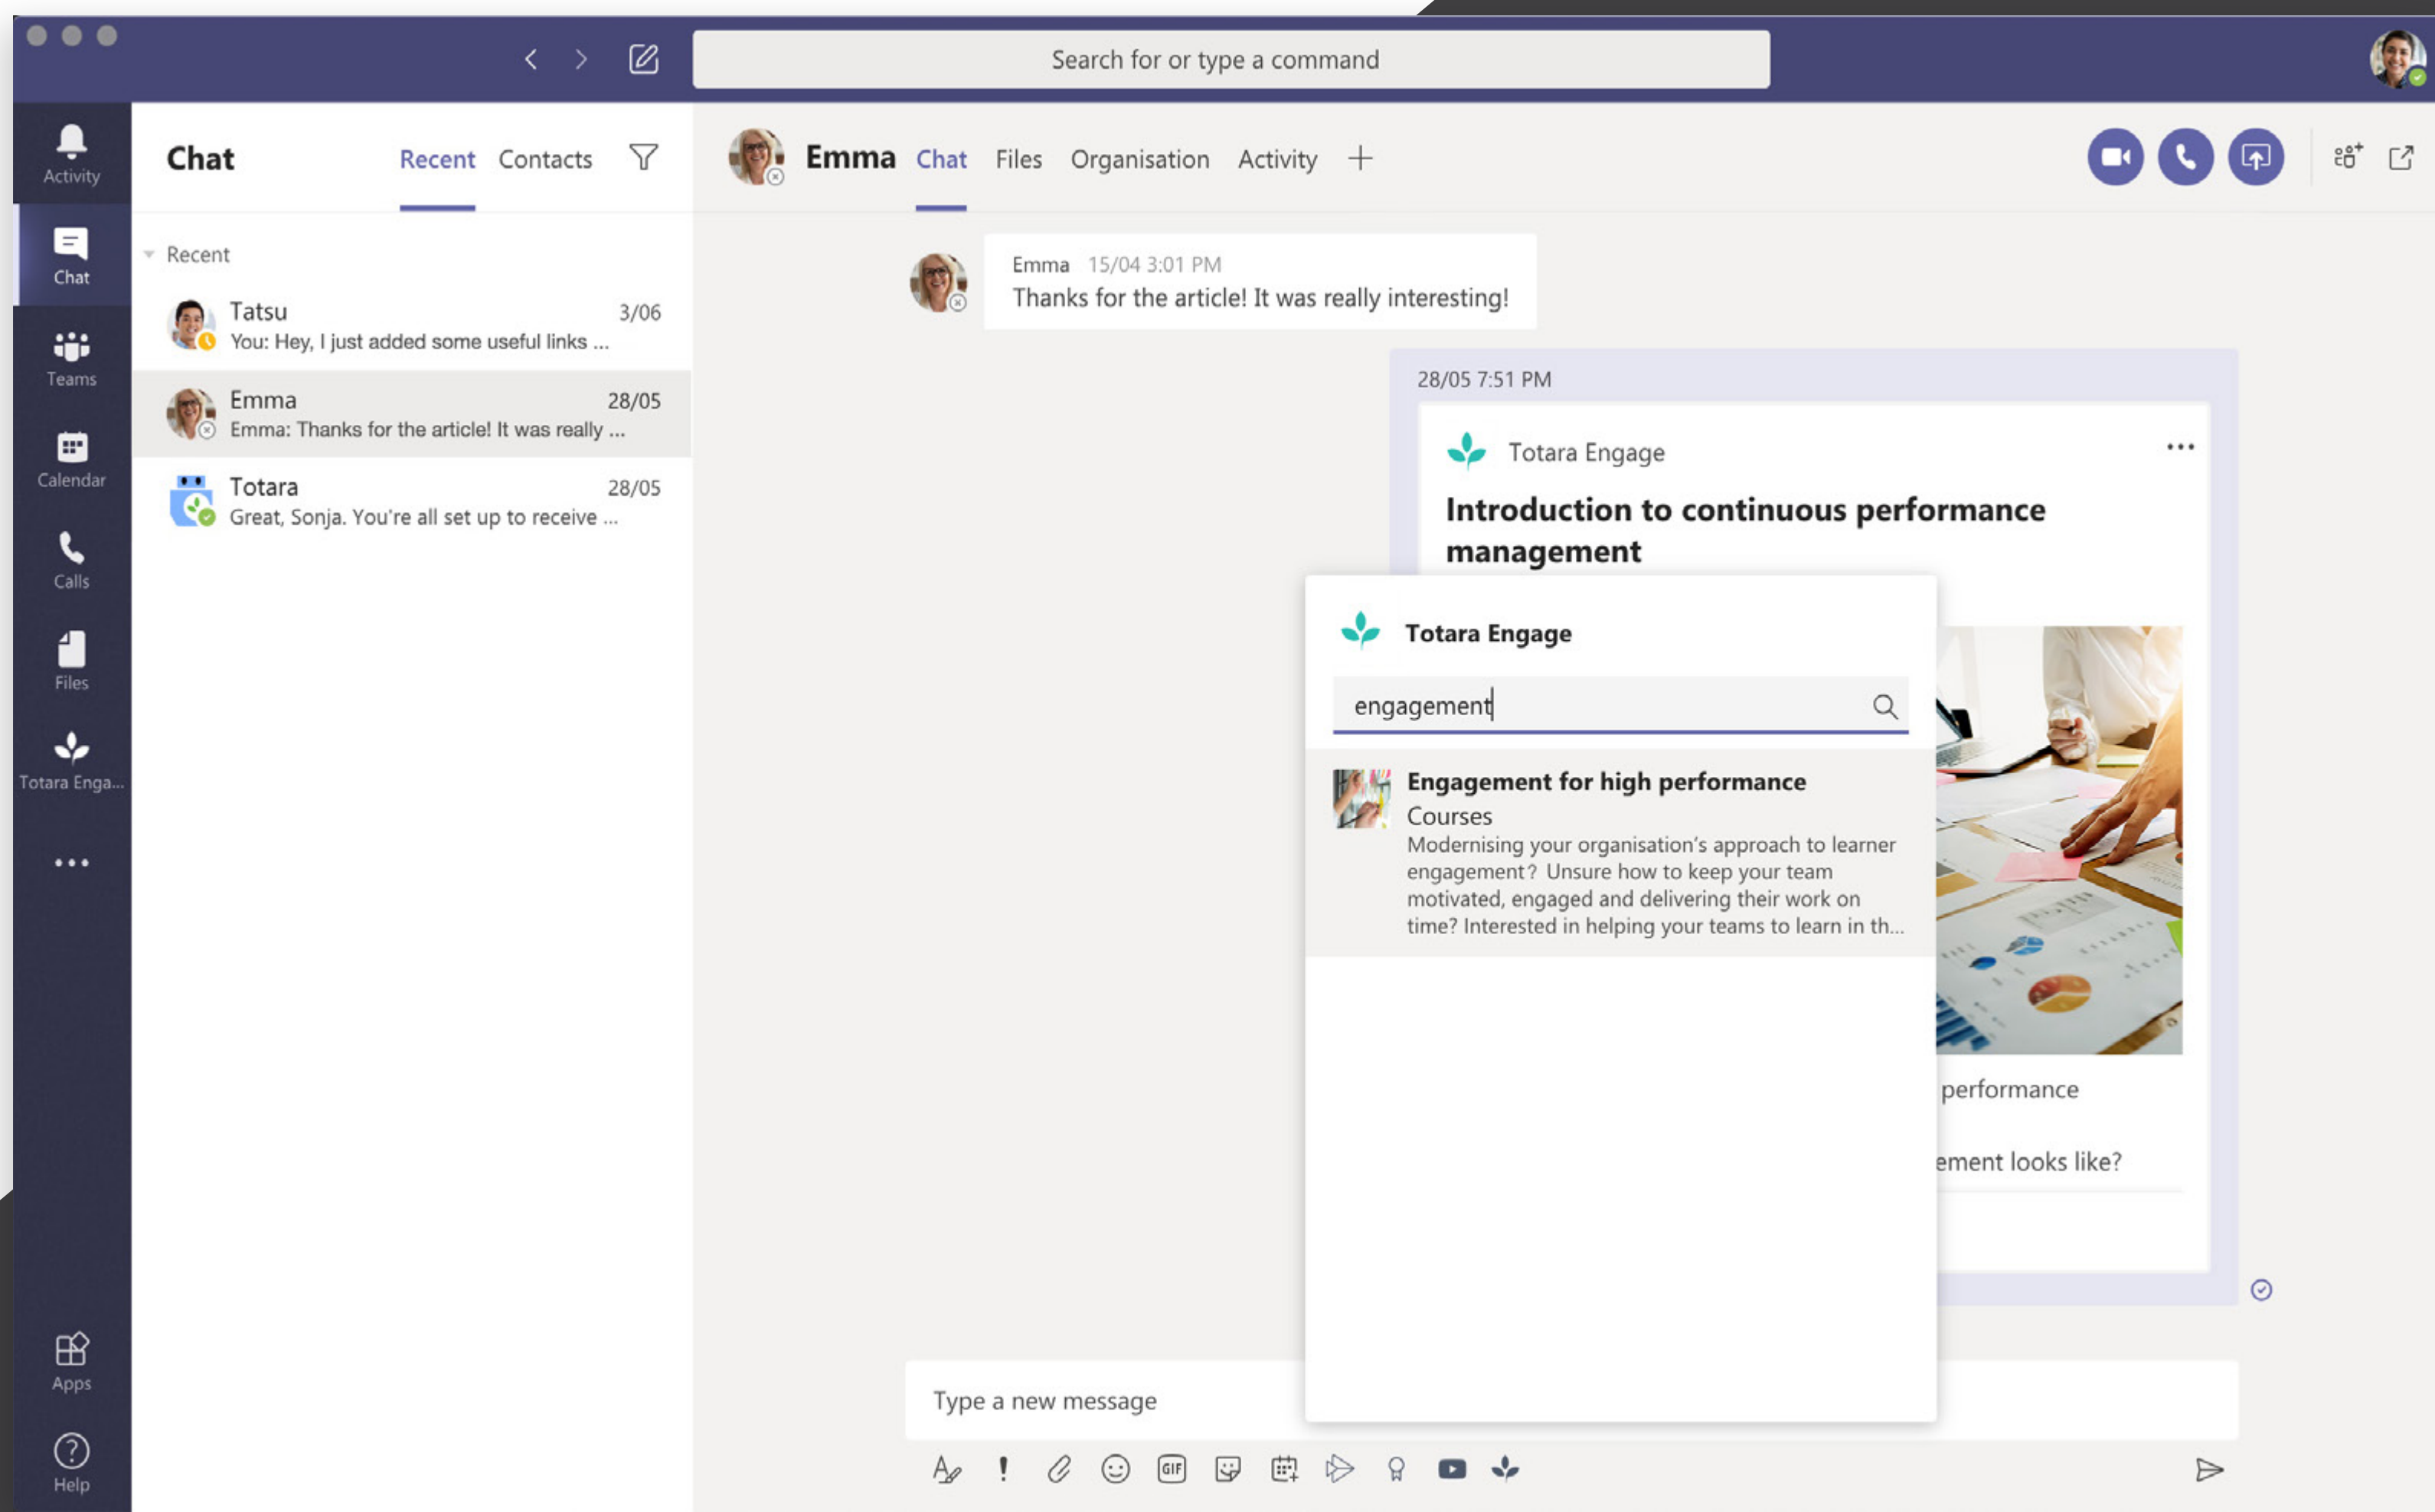 Search for or type a command
Activity
Chat
Teams
Calendar
Calls
Files
Totara Enga...
Apps
Help
Chat
Recent
Contacts
Recent
Tatsu
3/06
You: Hey, I just added some useful links ...
Emma
28/05
Emma: Thanks for the article! It was really ...
Totara
28/05
Great, Sonja. You're all set up to receive ...
Emma
Chat
Files
Organisation
Activity
Emma 15/04 3:01 PM
Thanks for the article! It was really interesting!
28/05 7:51 PM
Totara Engage
Introduction to continuous performance
management
Totara Engage
engagement
Engagement for high performance
Courses
Modernising your organisation's approach to learner
engagement? Unsure how to keep your team
motivated, engaged and delivering their work on
time? Interested in helping your teams to learn in th...
performance
ement looks like?
Type a new message
GIF